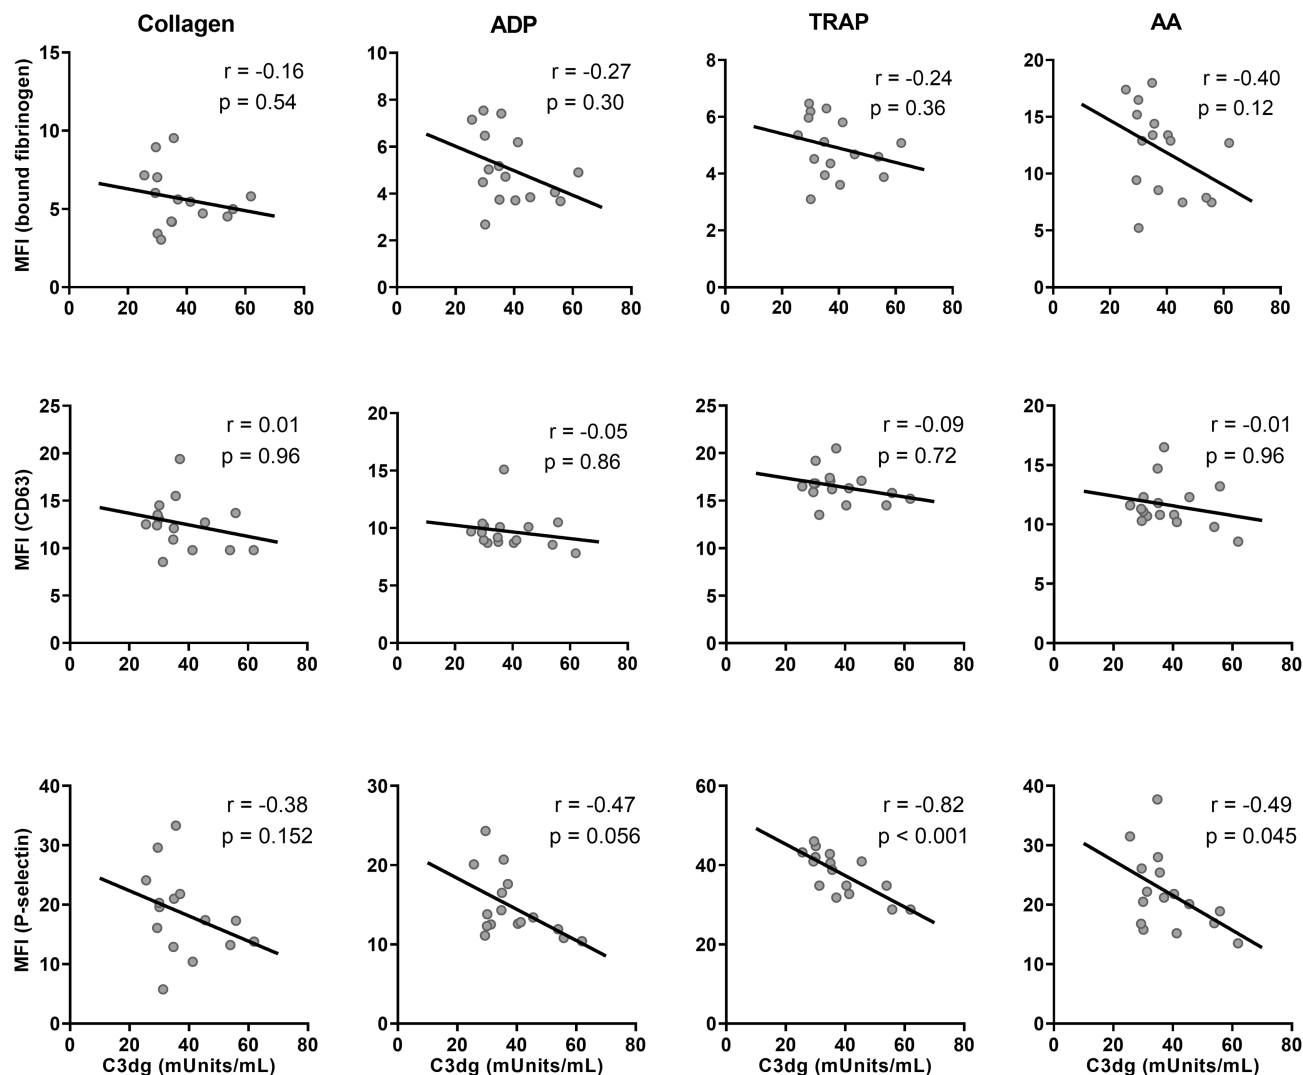 Collagen ADP TRAP AA
MFI (bound fibrinogen)
15
10
5
0
0 20 40 60 80
r = -0.16
p = 0.54
10
8
6
4
2
0
0 20 40 60 80
r = -0.27
p = 0.30
8
6
4
2
0
0 20 40 60 80
r = -0.24
p = 0.36
20
15
10
5
0
0 20 40 60 80
r = -0.40
p = 0.12
MFI (CD63)
25
20
15
10
5
0
0 20 40 60 80
r = 0.01
p = 0.96
20
15
10
5
0
0 20 40 60 80
r = -0.05
p = 0.86
25
20
15
10
5
0
0 20 40 60 80
r = -0.09
p = 0.72
20
15
10
5
0
0 20 40 60 80
r = -0.01
p = 0.96
MFI (P-selectin)
40
30
20
10
0
0 20 40 60 80
r = -0.38
p = 0.152
C3dg (mUnits/mL)
30
20
10
0
0 20 40 60 80
r = -0.47
p = 0.056
C3dg (mUnits/mL)
60
40
20
0
0 20 40 60 80
r = -0.82
p < 0.001
C3dg (mUnits/mL)
40
30
20
10
0
0 20 40 60 80
r = -0.49
p = 0.045
C3dg (mUnits/mL)